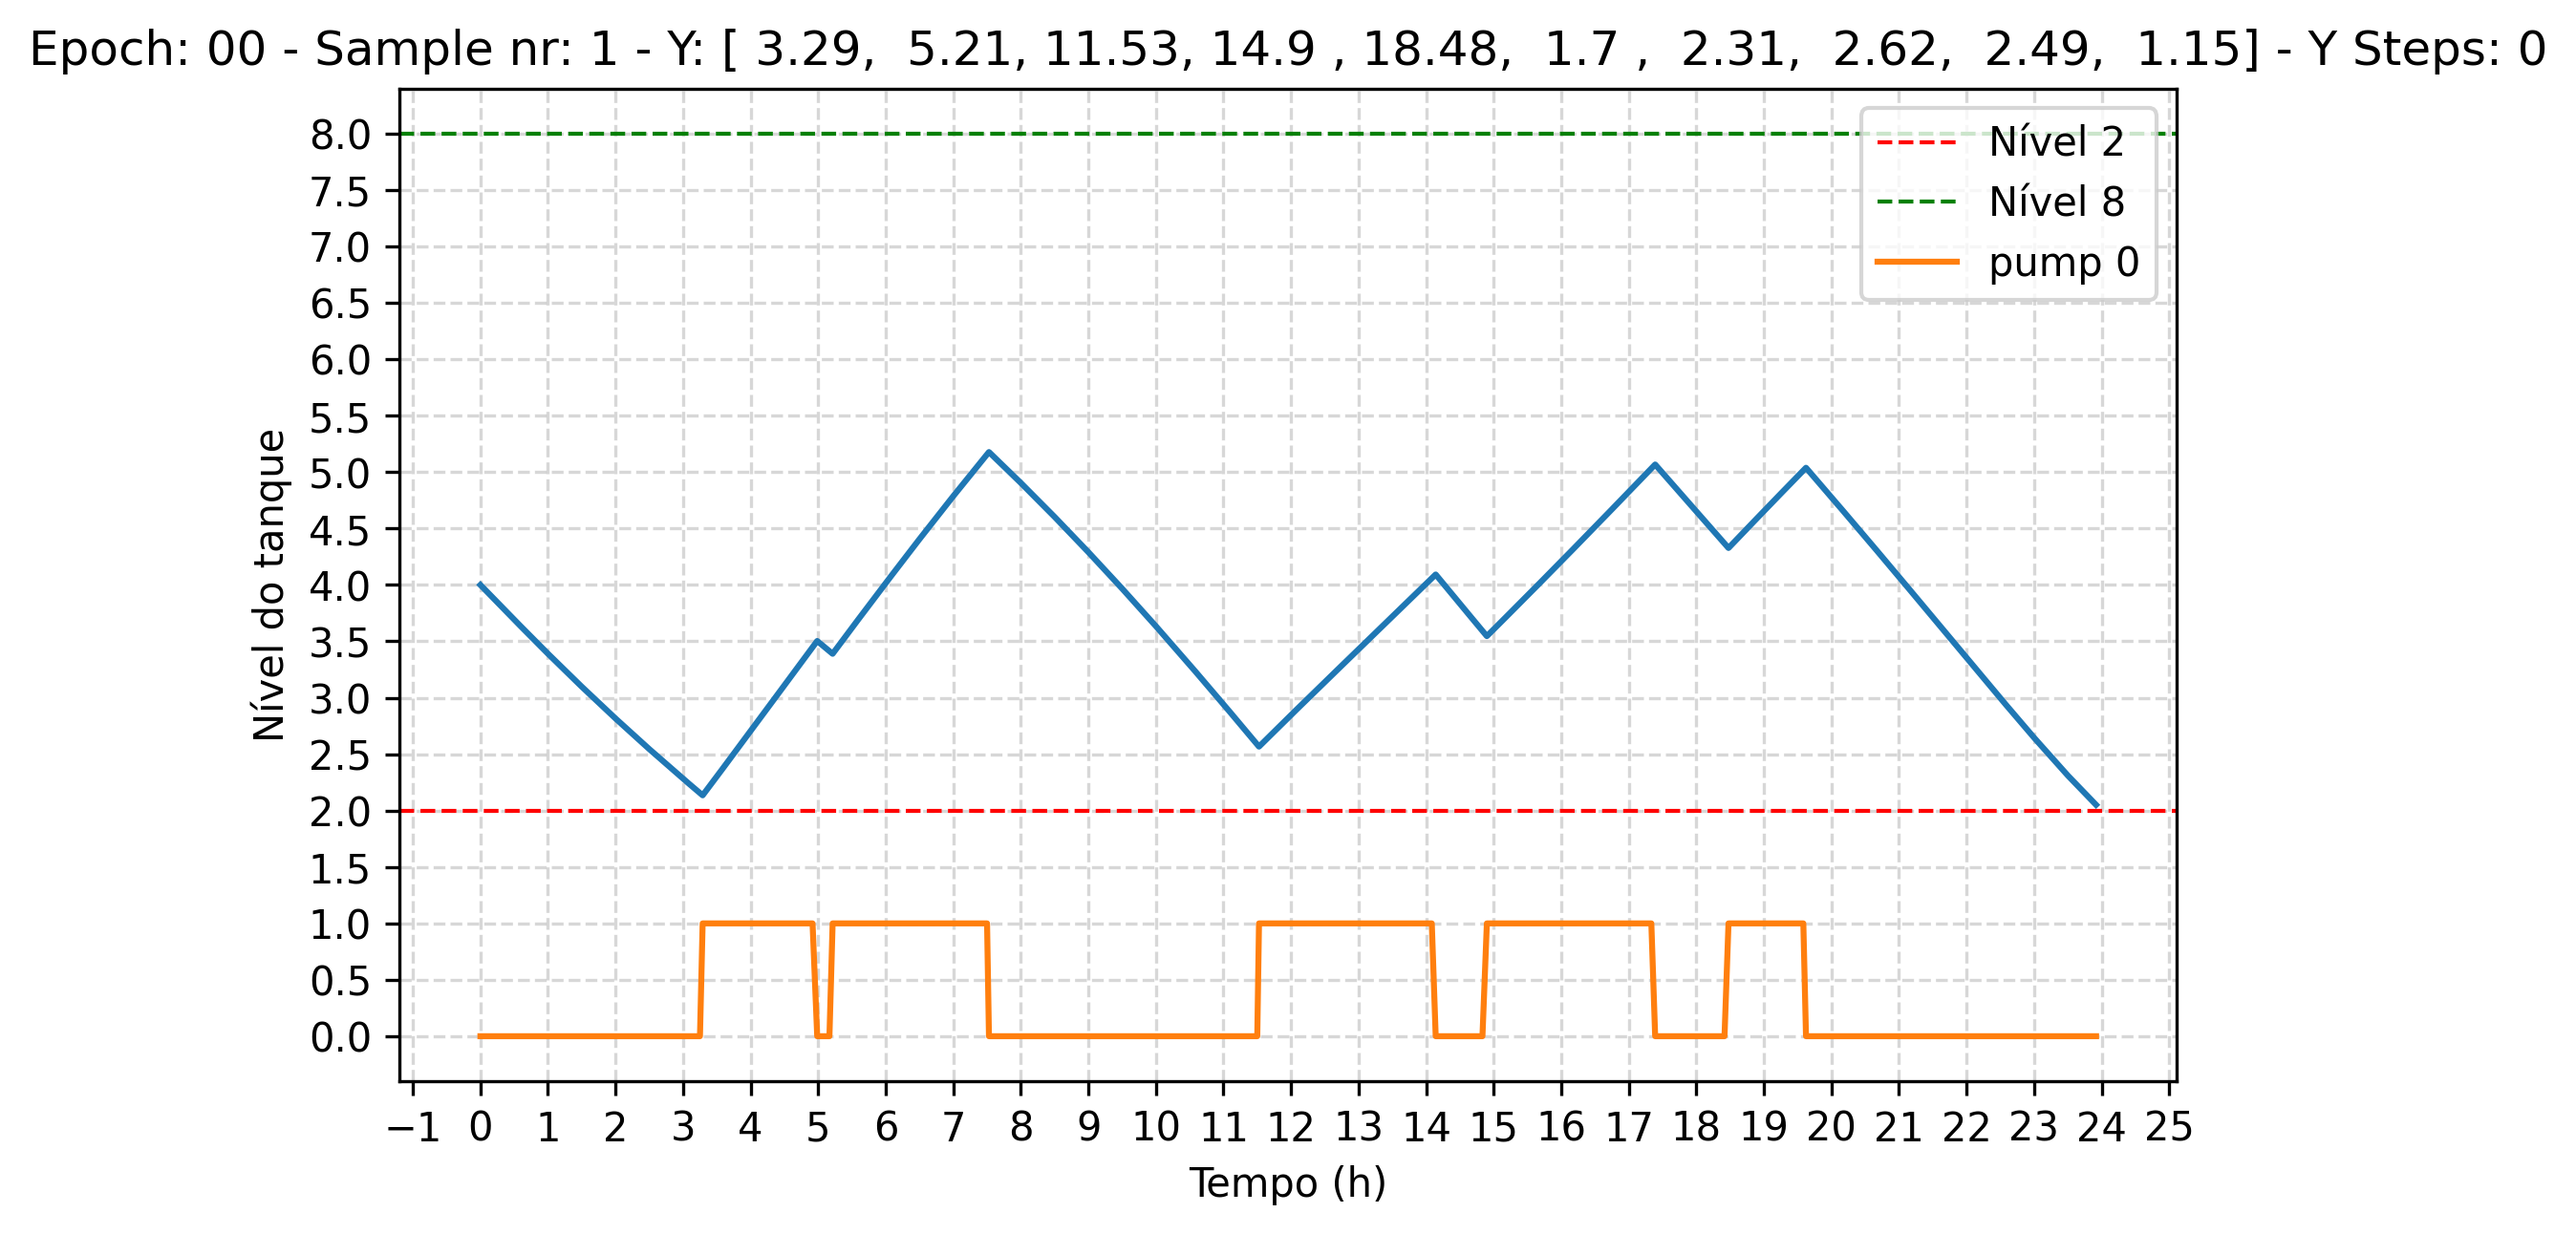 Epoch: 00 - Sample nr: 1 - Y: [ 3.29,  5.21, 11.53, 14.9 , 18.48,  1.7 ,  2.31,  2.62,  2.49,  1.15] - Y Steps: 0
8.0
7.5
7.0
6.5
6.0
5.5
5.0
4.5
4.0
3.5
3.0
2.5
2.0
1.5
1.0
0.5
0.0
Nível do tanque
Nível 2
Nível 8
pump 0
−1 0 1 2 3 4 5 6 7 8 9 10 11 12 13 14 15 16 17 18 19 20 21 22 23 24 25
Tempo (h)